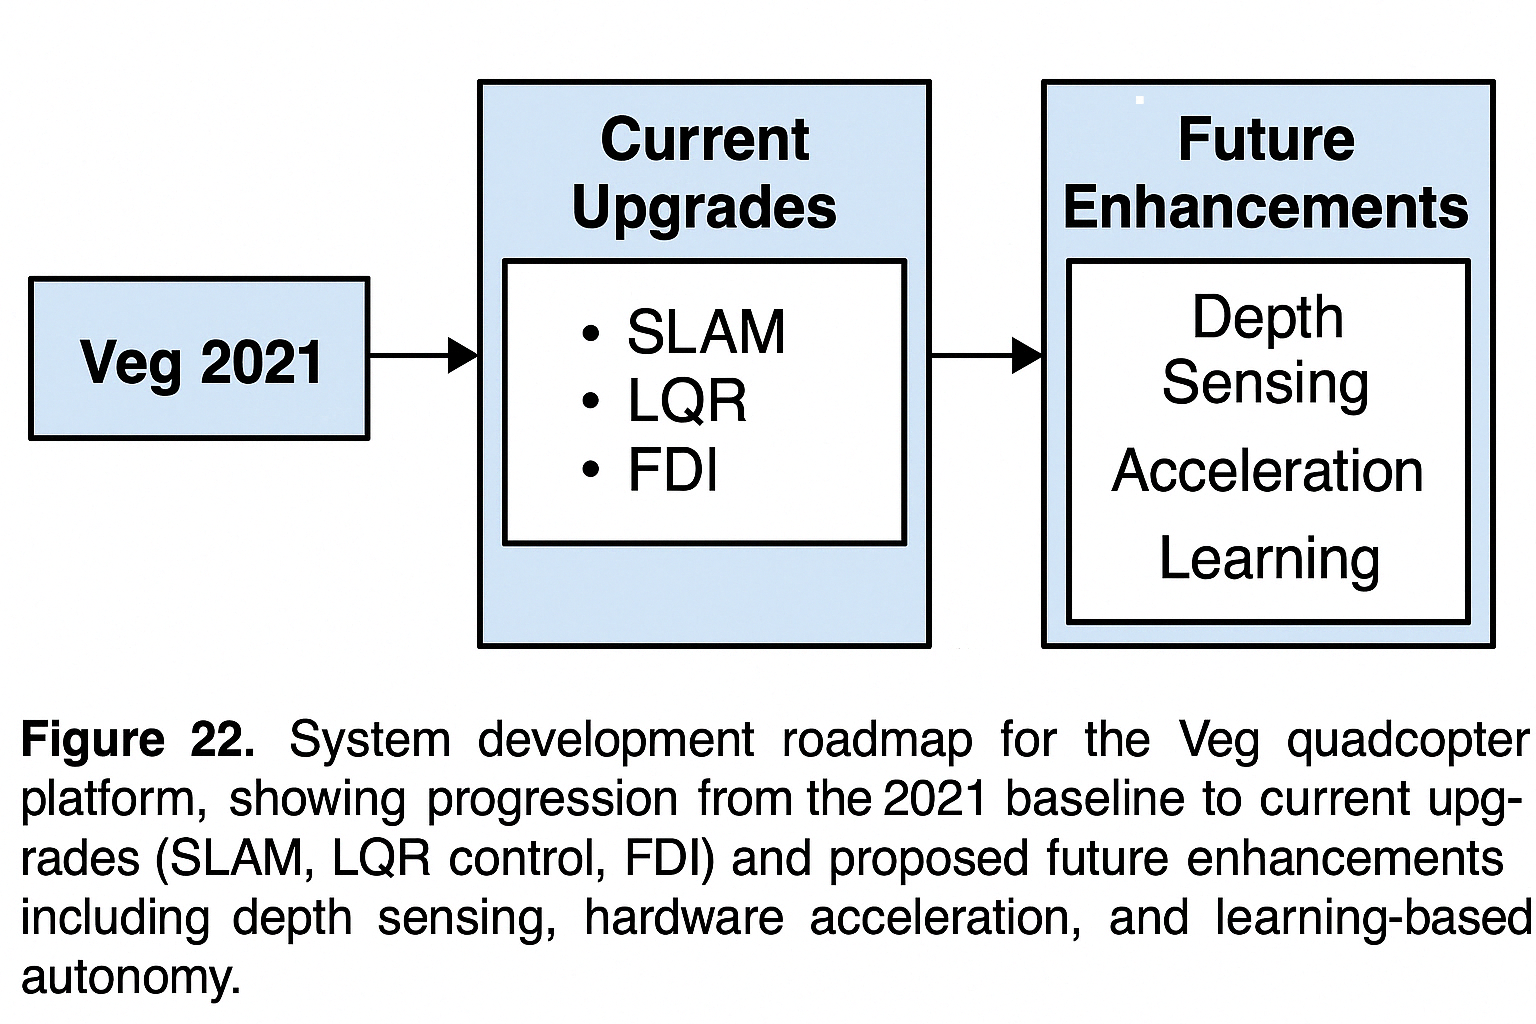 Veg 2021
Current
Upgrades
• SLAM
• LQR
• FDI
Future
Enhancements
Depth
Sensing
Acceleration
Learning
Figure 22. System development roadmap for the Veg quadcopter
platform, showing progression from the 2021 baseline to current upg-
rades (SLAM, LQR control, FDI) and proposed future enhancements
including depth sensing, hardware acceleration, and learning-based
autonomy.